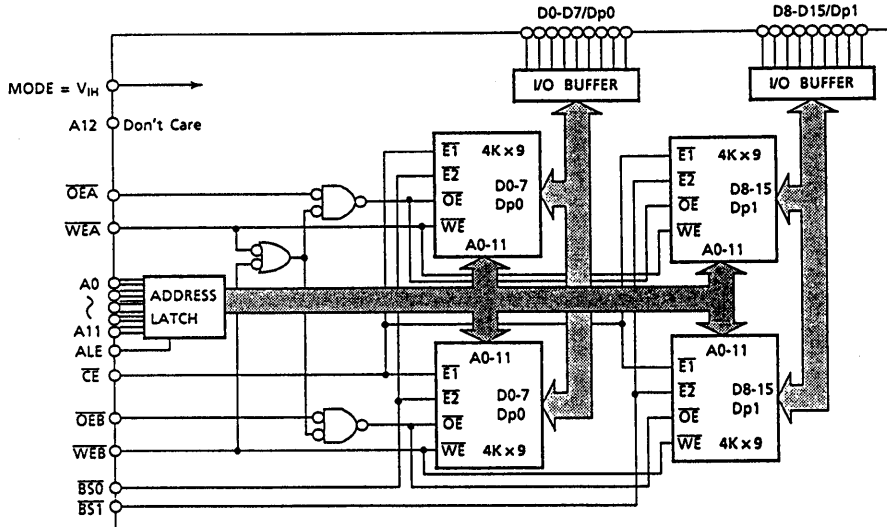 D0-D7/Dp0
D8-D15/Dp1
I/O BUFFER
I/O BUFFER
MODE = VIH
A12 Don't Care
OEA
WEA
A0
A11
ADDRESS
LATCH
ALE
CE
OEB
WEB
BS0
BS1
E1 4K x 9
E2
D0-7
OE
Dp0
WE
A0-11
E1 4K x 9
E2
D8-15
OE
Dp1
WE
A0-11
A0-11
E1
D0-7
E2
Dp0
OE
WE 4K x 9
A0-11
E1
D8-15
E2
Dp1
OE
WE 4K x 9